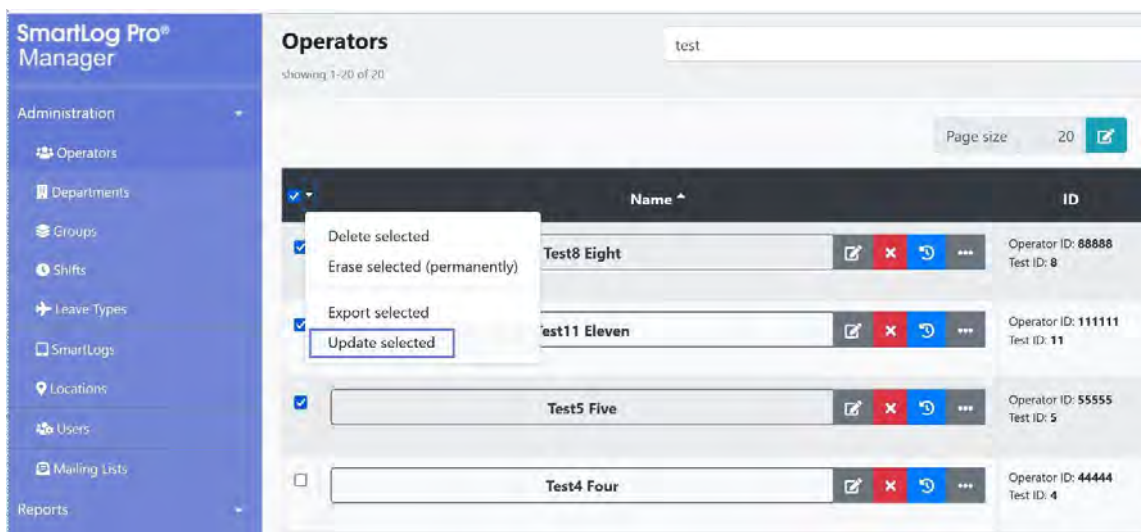 SmartLog Pro®
Manager
Administration
Operators
Departments
Groups
Shifts
Leave Types
SmartLogs
Locations
Users
Mailing Lists
Reports
Operators
test
showing 1-20 of 20
Page size 20
Name ID
Delete selected
Erase selected (permanently)
Export selected
Update selected
Test8 Eight
Operator ID: 88888
Test ID: 8
est11 Eleven
Operator ID: 111111
Test ID: 11
Test5 Five
Operator ID: 55555
Test ID: 5
Test4 Four
Operator ID: 44444
Test ID: 4